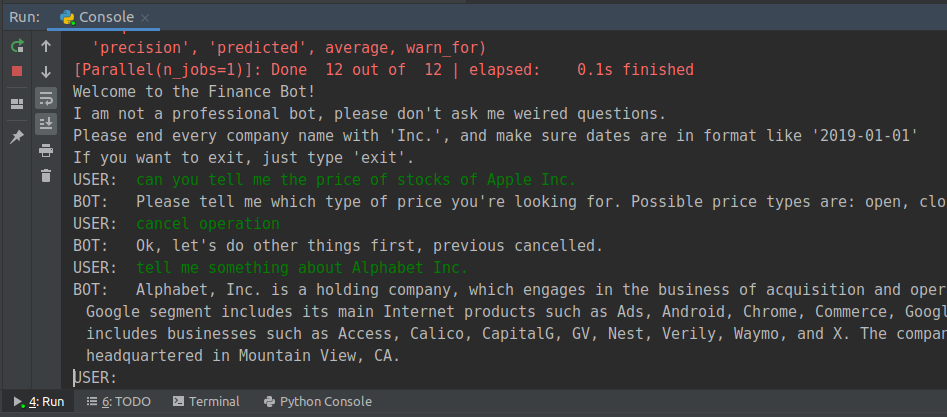 Run: Console
'precision', 'predicted', average, warn_for)
[Parallel(n_jobs=1)]: Done 12 out of 12 | elapsed: 0.1s finished
Welcome to the Finance Bot!
I am not a professional bot, please don't ask me weired questions.
Please end every company name with 'Inc.', and make sure dates are in format like '2019-01-01'
If you want to exit, just type 'exit'.
USER: can you tell me the price of stocks of Apple Inc.
BOT: Please tell me which type of price you're looking for. Possible price types are: open, clo
USER: cancel operation
BOT: Ok, let's do other things first, previous cancelled.
USER: tell me something about Alphabet Inc.
BOT: Alphabet, Inc. is a holding company, which engages in the business of acquisition and oper
Google segment includes its main Internet products such as Ads, Android, Chrome, Commerce, Googl
includes businesses such as Access, Calico, CapitalG, GV, Nest, Verily, Waymo, and X. The compan
headquartered in Mountain View, CA.
USER:
4: Run 6: TODO Terminal Python Console